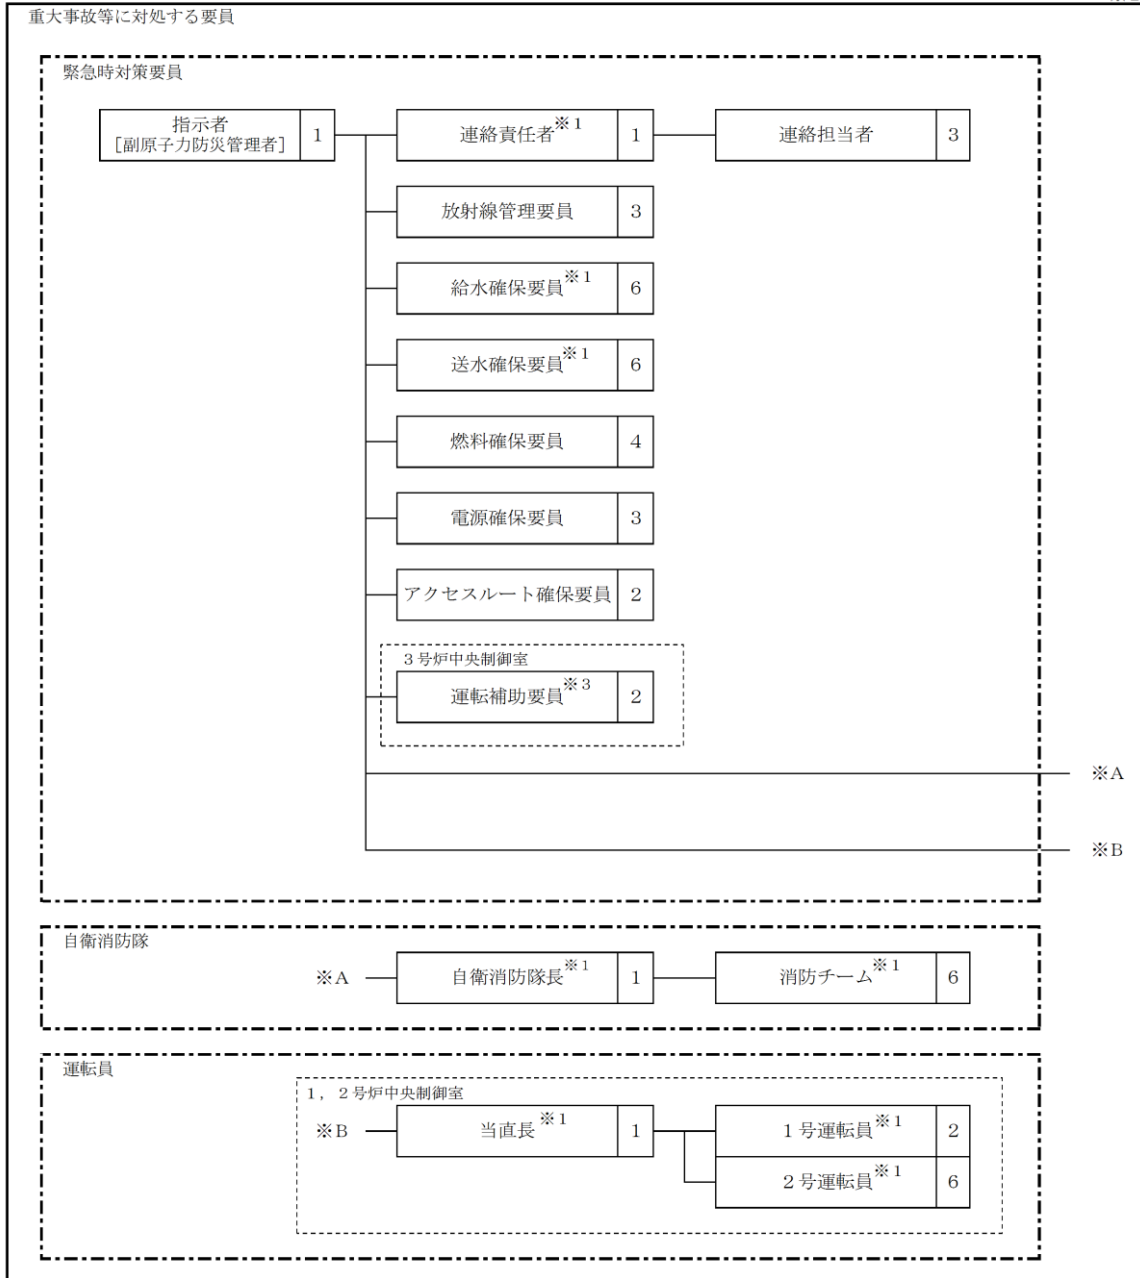 重大事故等に対処する要員
緊急時対策要員
指示者
[副原子力防災管理者]
1
連絡責任者※1
1
連絡担当者
3
放射線管理要員
3
給水確保要員※1
6
送水確保要員※1
6
燃料確保要員
4
電源確保要員
3
アクセスルート確保要員
2
3号炉中央制御室
運転補助要員※3
2
※A
※B
自衛消防隊
※A
自衛消防隊長※1
1
消防チーム※1
6
運転員
1，2号炉中央制御室
※B
当直長※1
1
1号運転員※1
2
2号運転員※1
6